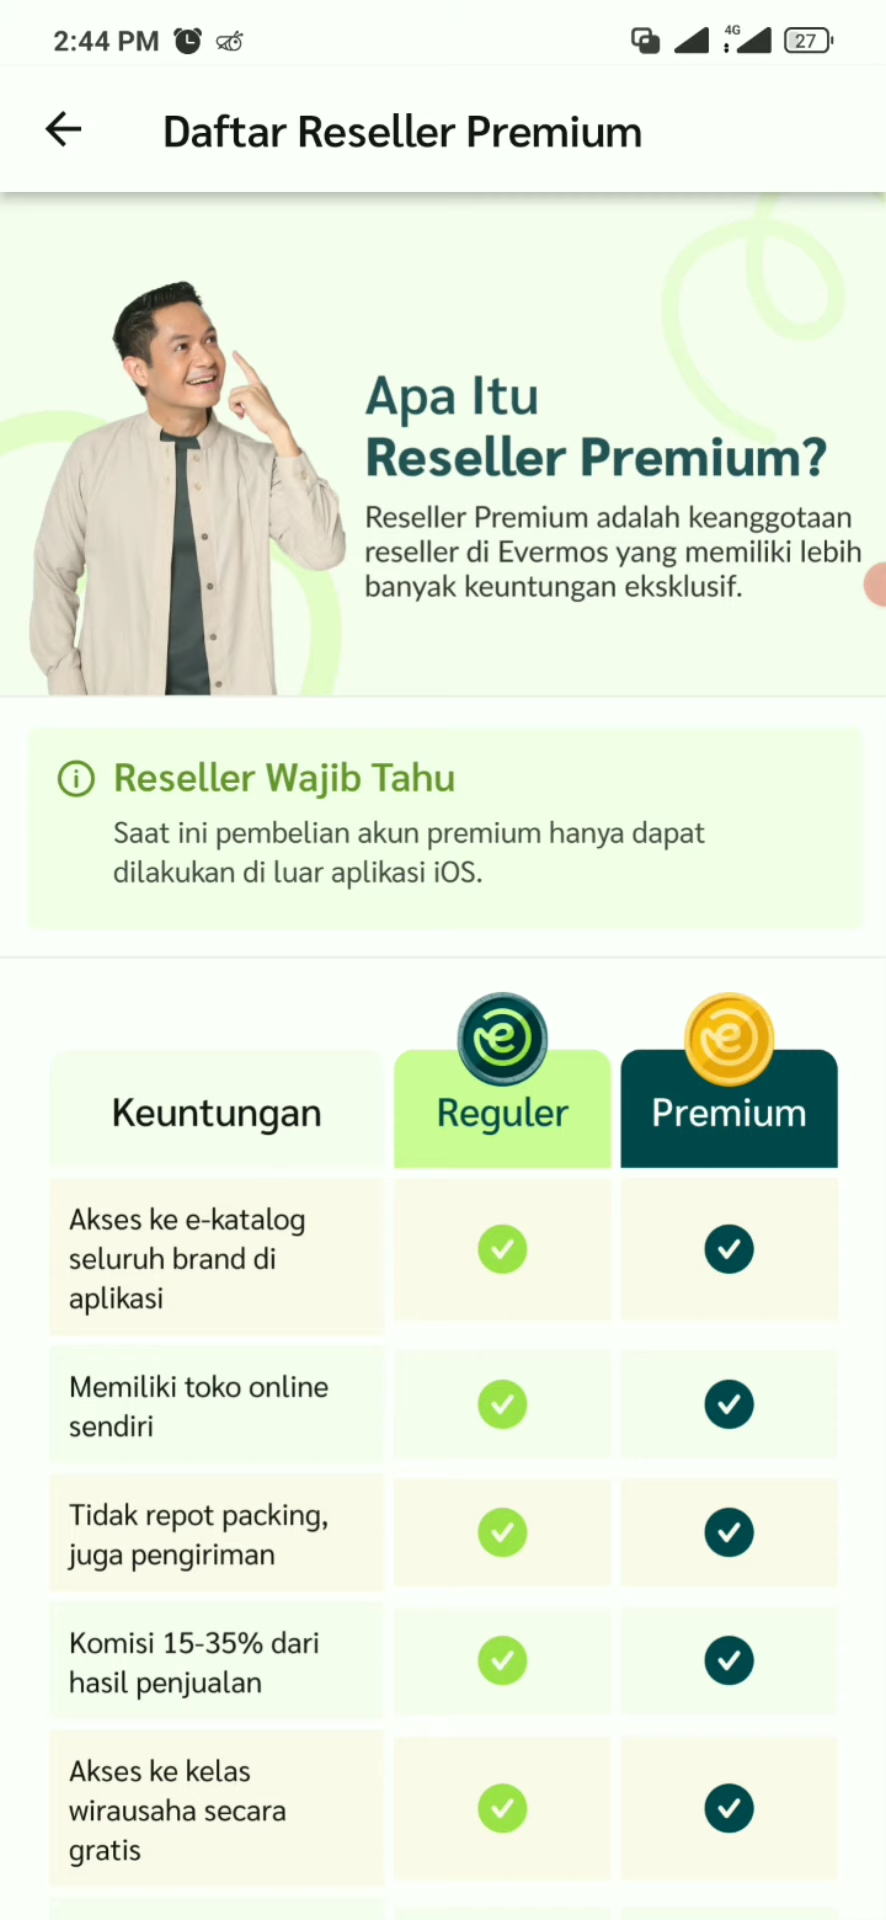 2:44 PM
4G
27
Daftar Reseller Premium
Apa Itu
Reseller Premium?
Reseller Premium adalah keanggotaan
reseller di Evermos yang memiliki lebih
banyak keuntungan eksklusif.
Reseller Wajib Tahu
Saat ini pembelian akun premium hanya dapat
dilakukan di luar aplikasi iOS.
Keuntungan
Reguler
Premium
Akses ke e-katalog
seluruh brand di
aplikasi
Memiliki toko online
sendiri
Tidak repot packing,
juga pengiriman
Komisi 15-35% dari
hasil penjualan
Akses ke kelas
wirausaha secara
gratis